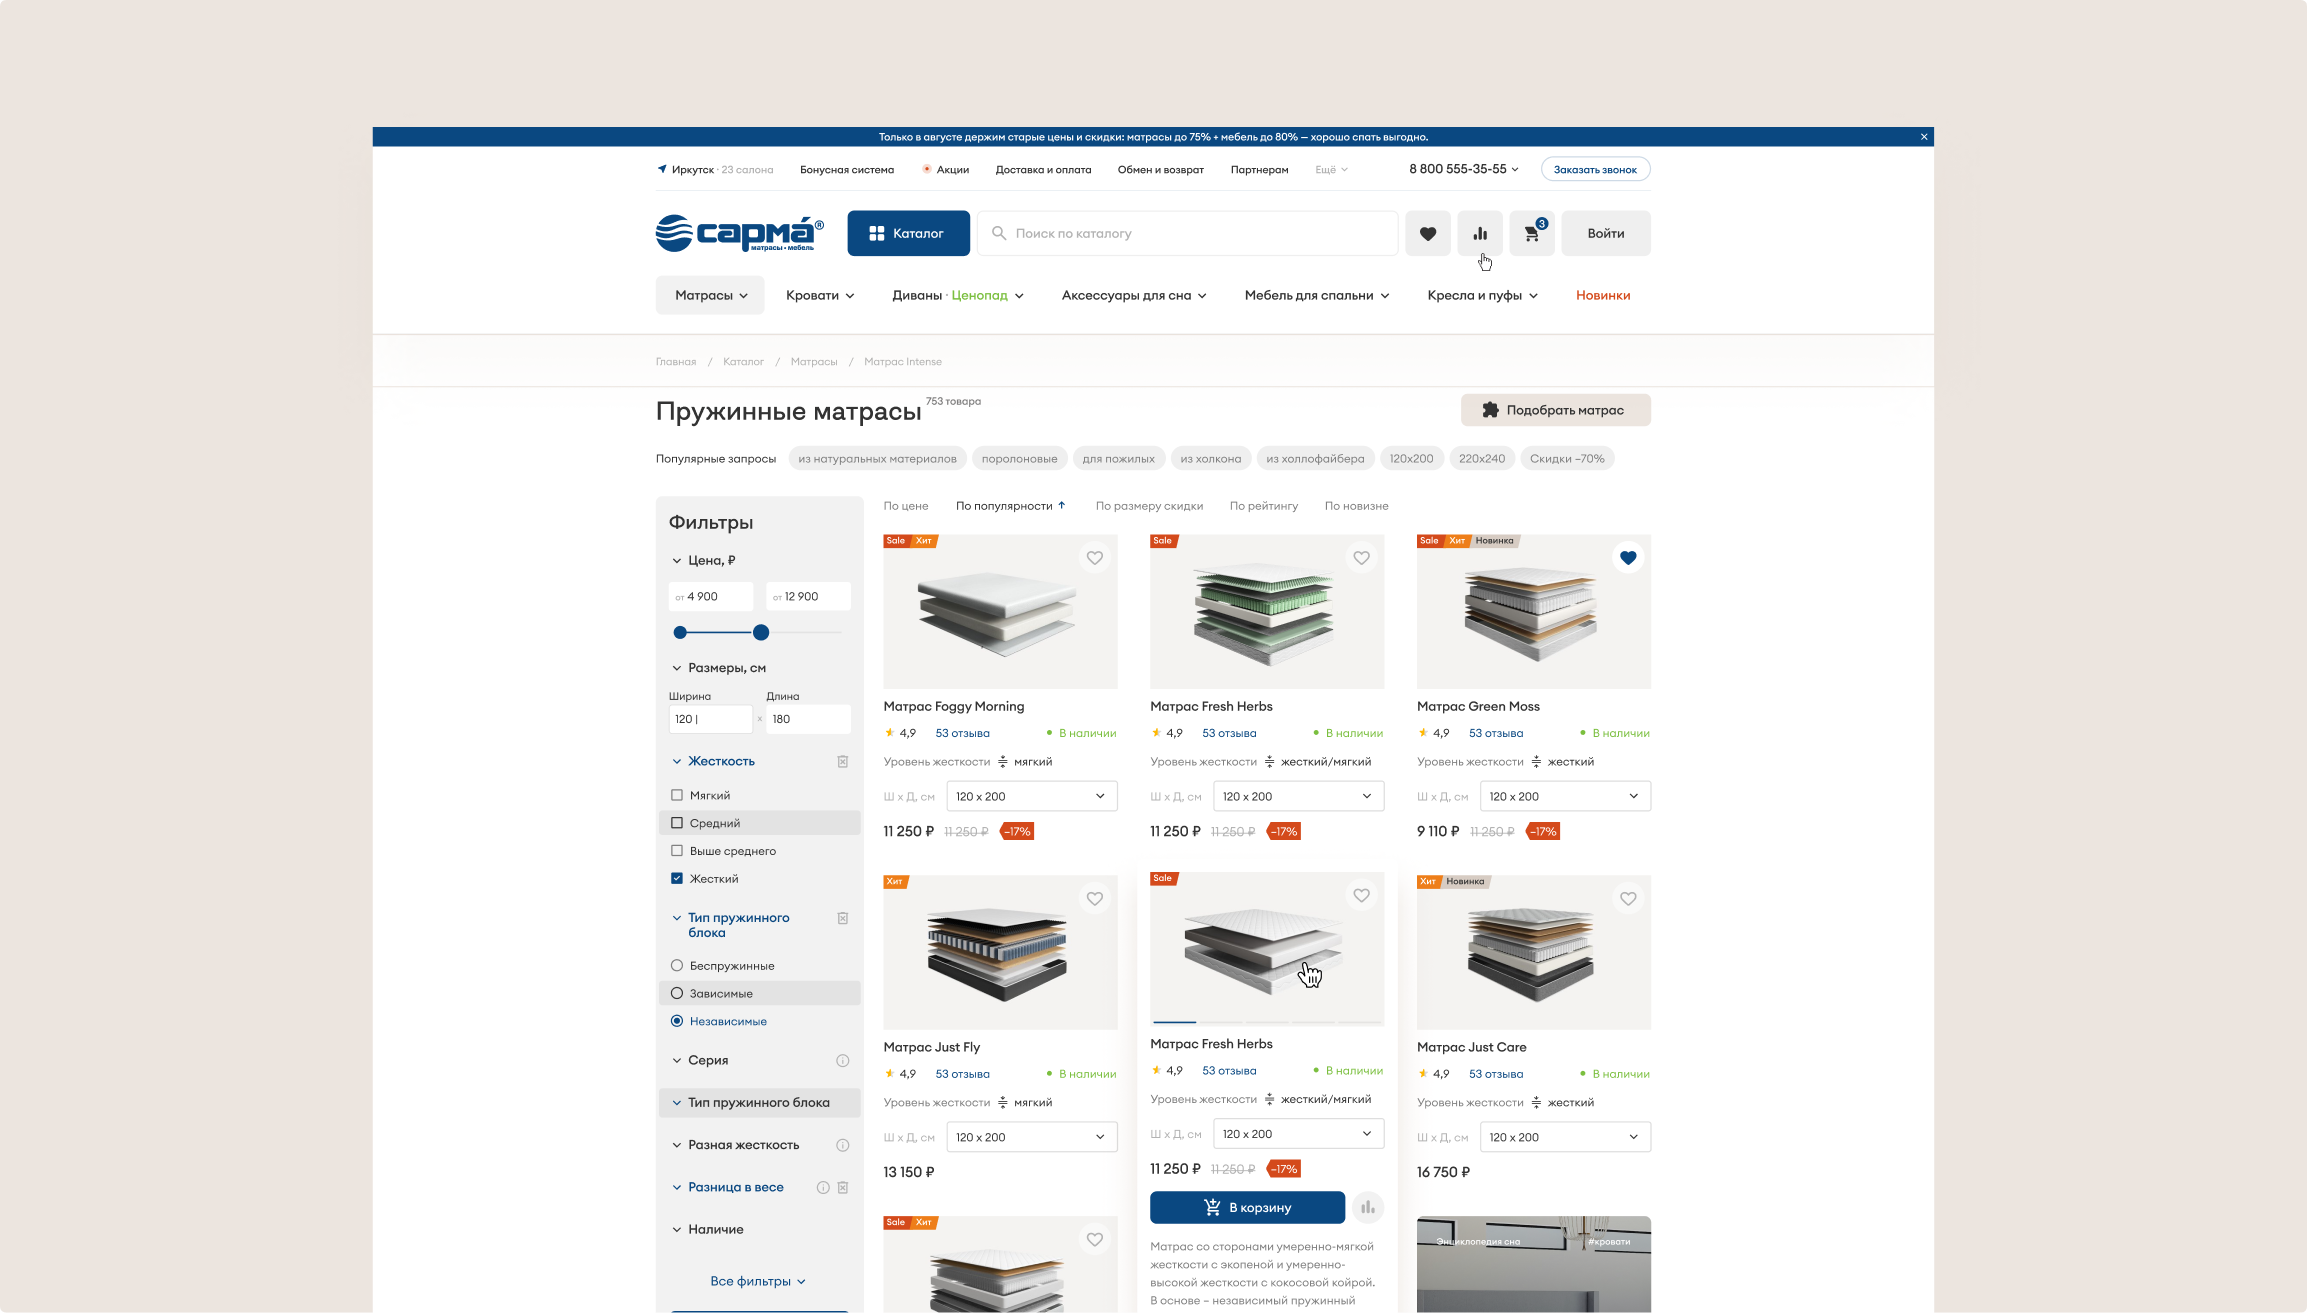 Только в августе держим старые цены и скидки: матрасы до 75% + мебель до 80% — хорошо спать выгодно.
Иркутск · 23 салона
Бонусная система
Акции
Доставка и оплата
Обмен и возврат
Партнерам
Ещё
8 800 555-35-55
Заказать звонок
сарма́®
матрасы • мебель
Каталог
Поиск по каталогу
3
Войти
Матрасы
Кровати
Диваны · Ценопад
Аксессуары для сна
Мебель для спальни
Кресла и пуфы
Новинки
Главная / Каталог / Матрасы / Матрас Intense
Пружинные матрасы 753 товара
Подобрать матрас
Популярные запросы
из натуральных материалов
поролоновые
для пожилых
из холкона
из холлофайбера
120х200
220х240
Скидки –70%
Фильтры
Цена, ₽
от 4 900
от 12 900
Размеры, см
Ширина
Длина
120 |
x
180
Жесткость
Мягкий
Средний
Выше среднего
Жесткий
Тип пружинного
блока
Беспружинные
Зависимые
Независимые
Серия
Тип пружинного блока
Разная жесткость
Разница в весе
Наличие
Все фильтры
По цене
По популярности
По размеру скидки
По рейтингу
По новизне
Sale Хит
Матрас Foggy Morning
4,9 53 отзыва В наличии
Уровень жесткости мягкий
Ш х Д, см 120 x 200
11 250 ₽ 11 250 ₽ –17%
Sale
Матрас Fresh Herbs
4,9 53 отзыва В наличии
Уровень жесткости жесткий/мягкий
Ш х Д, см 120 x 200
11 250 ₽ 11 250 ₽ –17%
Sale Хит Новинка
Матрас Green Moss
4,9 53 отзыва В наличии
Уровень жесткости жесткий
Ш х Д, см 120 x 200
9 110 ₽ 11 250 ₽ –17%
Хит
Матрас Just Fly
4,9 53 отзыва В наличии
Уровень жесткости мягкий
Ш х Д, см 120 x 200
13 150 ₽
Sale
Матрас Fresh Herbs
4,9 53 отзыва В наличии
Уровень жесткости жесткий/мягкий
Ш х Д, см 120 x 200
11 250 ₽ 11 250 ₽ –17%
В корзину
Матрас со сторонами умеренно-мягкой
жесткости с экопеной и умеренно-
высокой жесткости с кокосовой койрой.
В основе – независимый пружинный
Хит Новинка
Матрас Just Care
4,9 53 отзыва В наличии
Уровень жесткости жесткий
Ш х Д, см 120 x 200
16 750 ₽
Sale Хит
Энциклопедия сна
#кровати